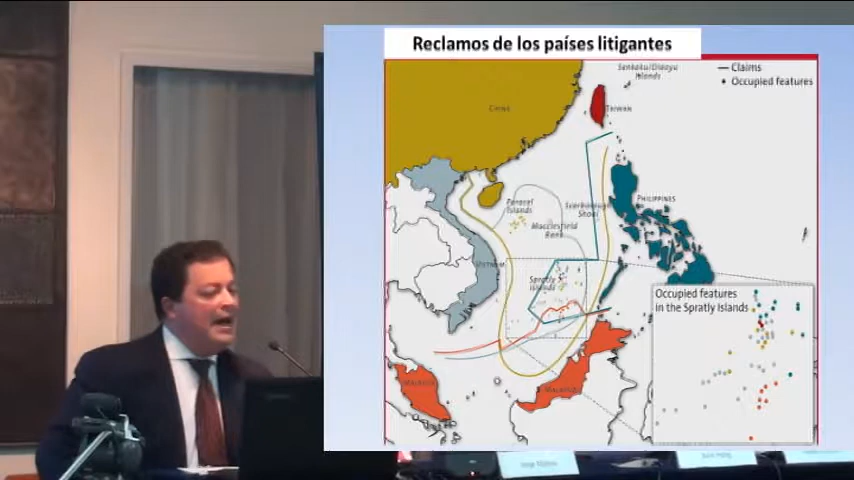 Reclamos de los países litigantes
Senkaku/Diaoyu
Islands
Claims
Occupied features
CHINA
TAIWAN
Paracel
Islands
Scarborough
Shoal
PHILIPPINES
Macclesfield
Bank
VIETNAM
Spratly
Islands
Occupied features
in the Spratly Islands
MALAYSIA
MALAYSIA